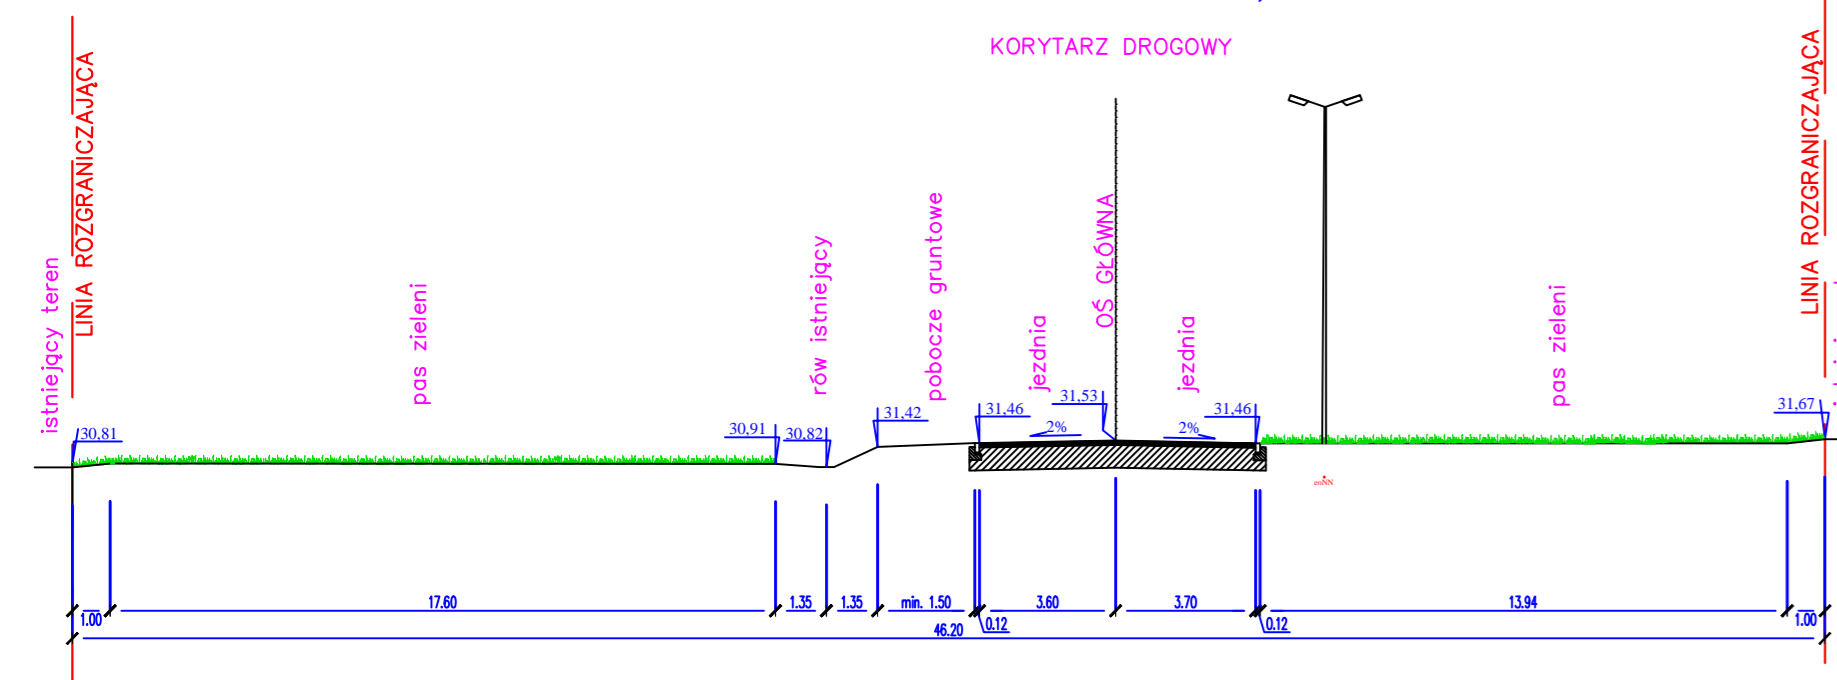 KORYTARZ DROGOWY
istniejący teren
LINIA ROZGRANICZAJĄCA
pas zieleni
rów istniejący
pobocze gruntowe
jezdnia
OŚ GŁÓWNA
jezdnia
pas zieleni
LINIA ROZGRANICZAJĄCA
30,81
30,91
30,82
31,42
31,46
31,53
31,46
31,67
2%
2%
enNN
1.00
17.60
1.35
1.35
min. 1.50
0.12
3.60
3.70
0.12
13.94
1.00
46.20